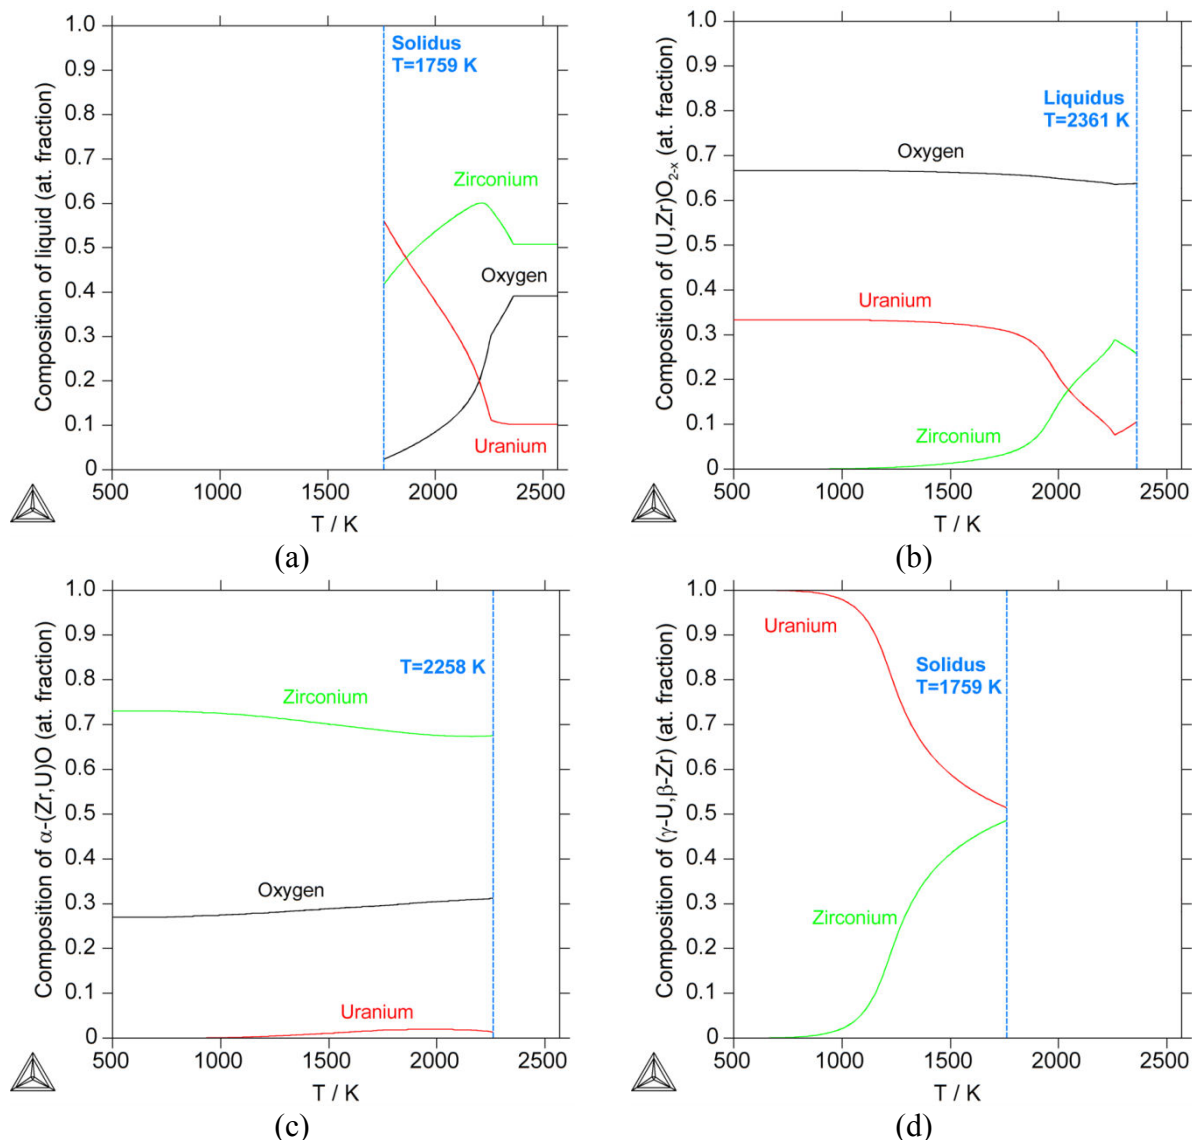 Composition of liquid (at. fraction)
1.0
0.9
0.8
0.7
0.6
0.5
0.4
0.3
0.2
0.1
0
Solidus
T=1759 K
Zirconium
Oxygen
Uranium
500 1000 1500 2000 2500
T / K
(a)
Composition of (U,Zr)O2-x (at. fraction)
1.0
0.9
0.8
0.7
0.6
0.5
0.4
0.3
0.2
0.1
0
Liquidus
T=2361 K
Oxygen
Uranium
Zirconium
500 1000 1500 2000 2500
T / K
(b)
Composition of α-(Zr,U)O (at. fraction)
1.0
0.9
0.8
0.7
0.6
0.5
0.4
0.3
0.2
0.1
0
T=2258 K
Zirconium
Oxygen
Uranium
500 1000 1500 2000 2500
T / K
(c)
Composition of (γ-U,β-Zr) (at. fraction)
1.0
0.9
0.8
0.7
0.6
0.5
0.4
0.3
0.2
0.1
0
Uranium
Solidus
T=1759 K
Zirconium
500 1000 1500 2000 2500
T / K
(d)